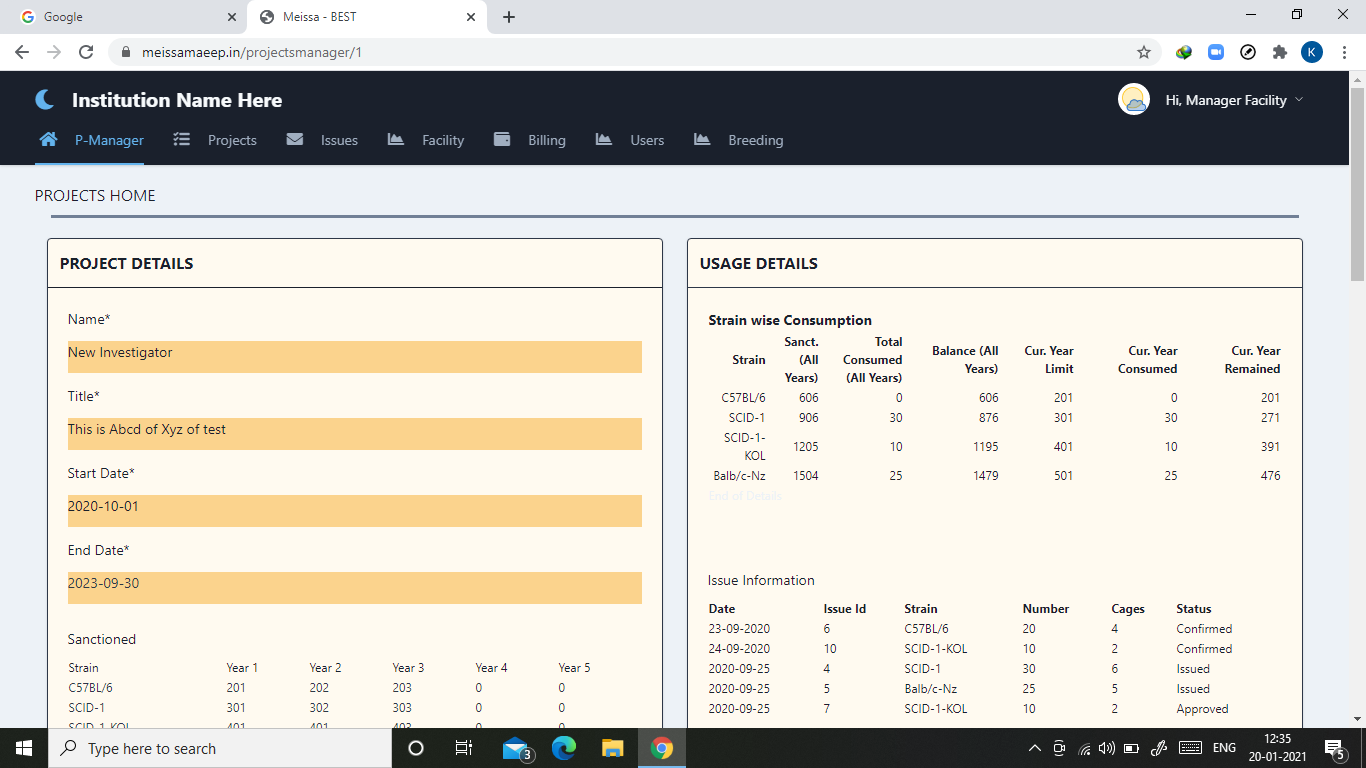 Google
Meissa - BEST
meissamaeep.in/projectsmanager/1
K
Institution Name Here
Hi, Manager Facility
P-Manager Projects Issues Facility Billing Users Breeding
PROJECTS HOME
PROJECT DETAILS
Name*
New Investigator
Title*
This is Abcd of Xyz of test
Start Date*
2020-10-01
End Date*
2023-09-30
Sanctioned
Strain Year 1 Year 2 Year 3 Year 4 Year 5
C57BL/6 201 202 203 0 0
SCID-1 301 302 303 0 0
SCID-1-KOL 401 401 403 0 0
USAGE DETAILS
Strain wise Consumption
Strain Sanct. (All Years) Total Consumed (All Years) Balance (All Years) Cur. Year Limit Cur. Year Consumed Cur. Year Remained
C57BL/6 606 0 606 201 0 201
SCID-1 906 30 876 301 30 271
SCID-1-KOL 1205 10 1195 401 10 391
Balb/c-Nz 1504 25 1479 501 25 476
End of Details
Issue Information
Date Issue Id Strain Number Cages Status
23-09-2020 6 C57BL/6 20 4 Confirmed
24-09-2020 10 SCID-1-KOL 10 2 Confirmed
2020-09-25 4 SCID-1 30 6 Issued
2020-09-25 5 Balb/c-Nz 25 5 Issued
2020-09-25 7 SCID-1-KOL 10 2 Approved
Type here to search
3
ENG
12:35
20-01-2021
5